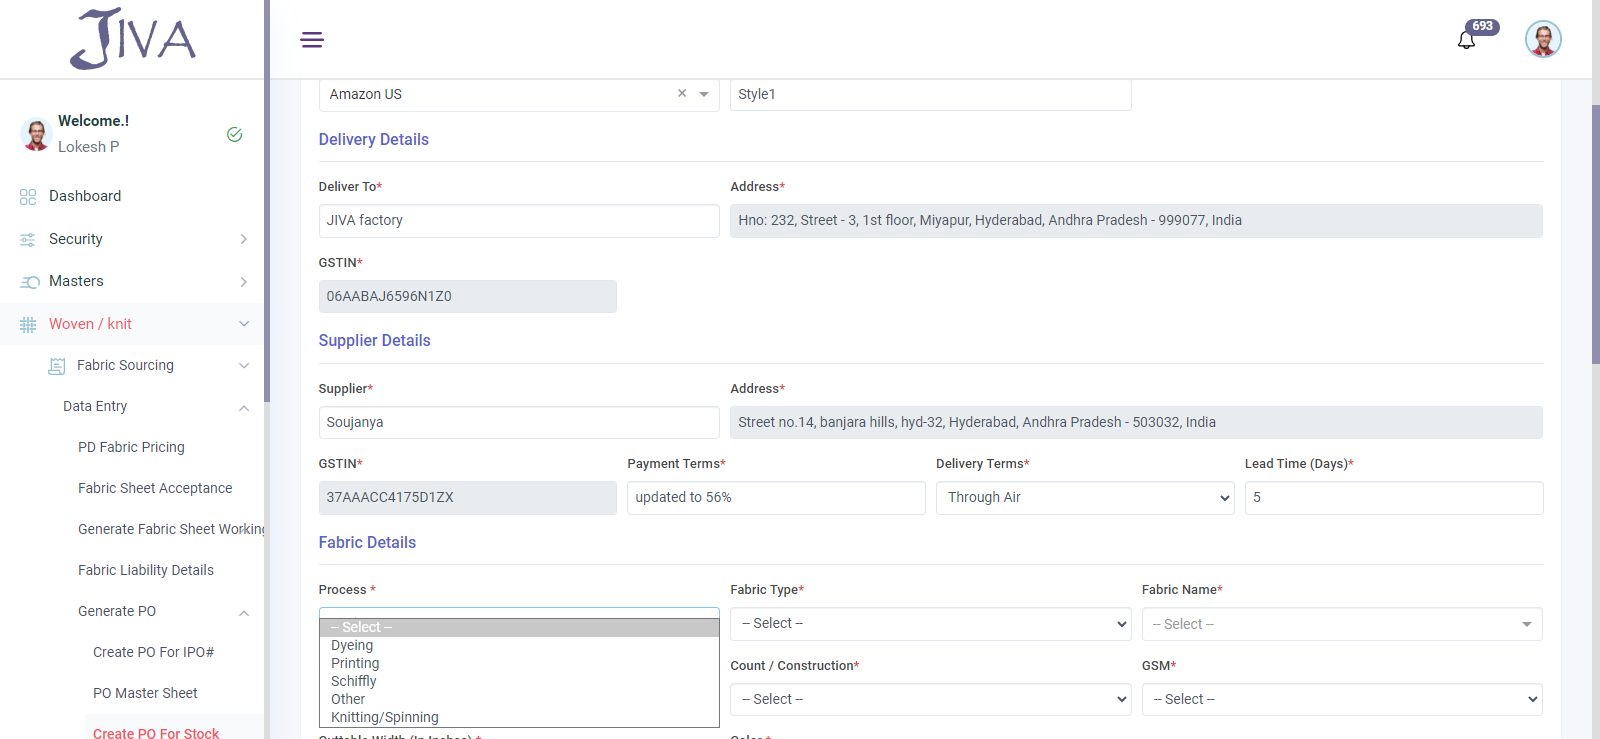 JIVA
693
Welcome.!
Lokesh P
Dashboard
Security
Masters
Woven / knit
Fabric Sourcing
Data Entry
PD Fabric Pricing
Fabric Sheet Acceptance
Generate Fabric Sheet Working
Fabric Liability Details
Generate PO
Create PO For IPO#
PO Master Sheet
Create PO For Stock
Amazon US × Style1
Delivery Details
Deliver To* Address*
JIVA factory Hno: 232, Street - 3, 1st floor, Miyapur, Hyderabad, Andhra Pradesh - 999077, India
GSTIN*
06AABAJ6596N1Z0
Supplier Details
Supplier* Address*
Soujanya Street no.14, banjara hills, hyd-32, Hyderabad, Andhra Pradesh - 503032, India
GSTIN* Payment Terms* Delivery Terms* Lead Time (Days)*
37AAACC4175D1ZX updated to 56% Through Air 5
Fabric Details
Process * Fabric Type* Fabric Name*
-- Select -- -- Select -- -- Select --
Dyeing
Printing
Schiffly
Other
Knitting/Spinning
Count / Construction* GSM*
-- Select -- -- Select --
Cuttable Width (In Inches) * Color *